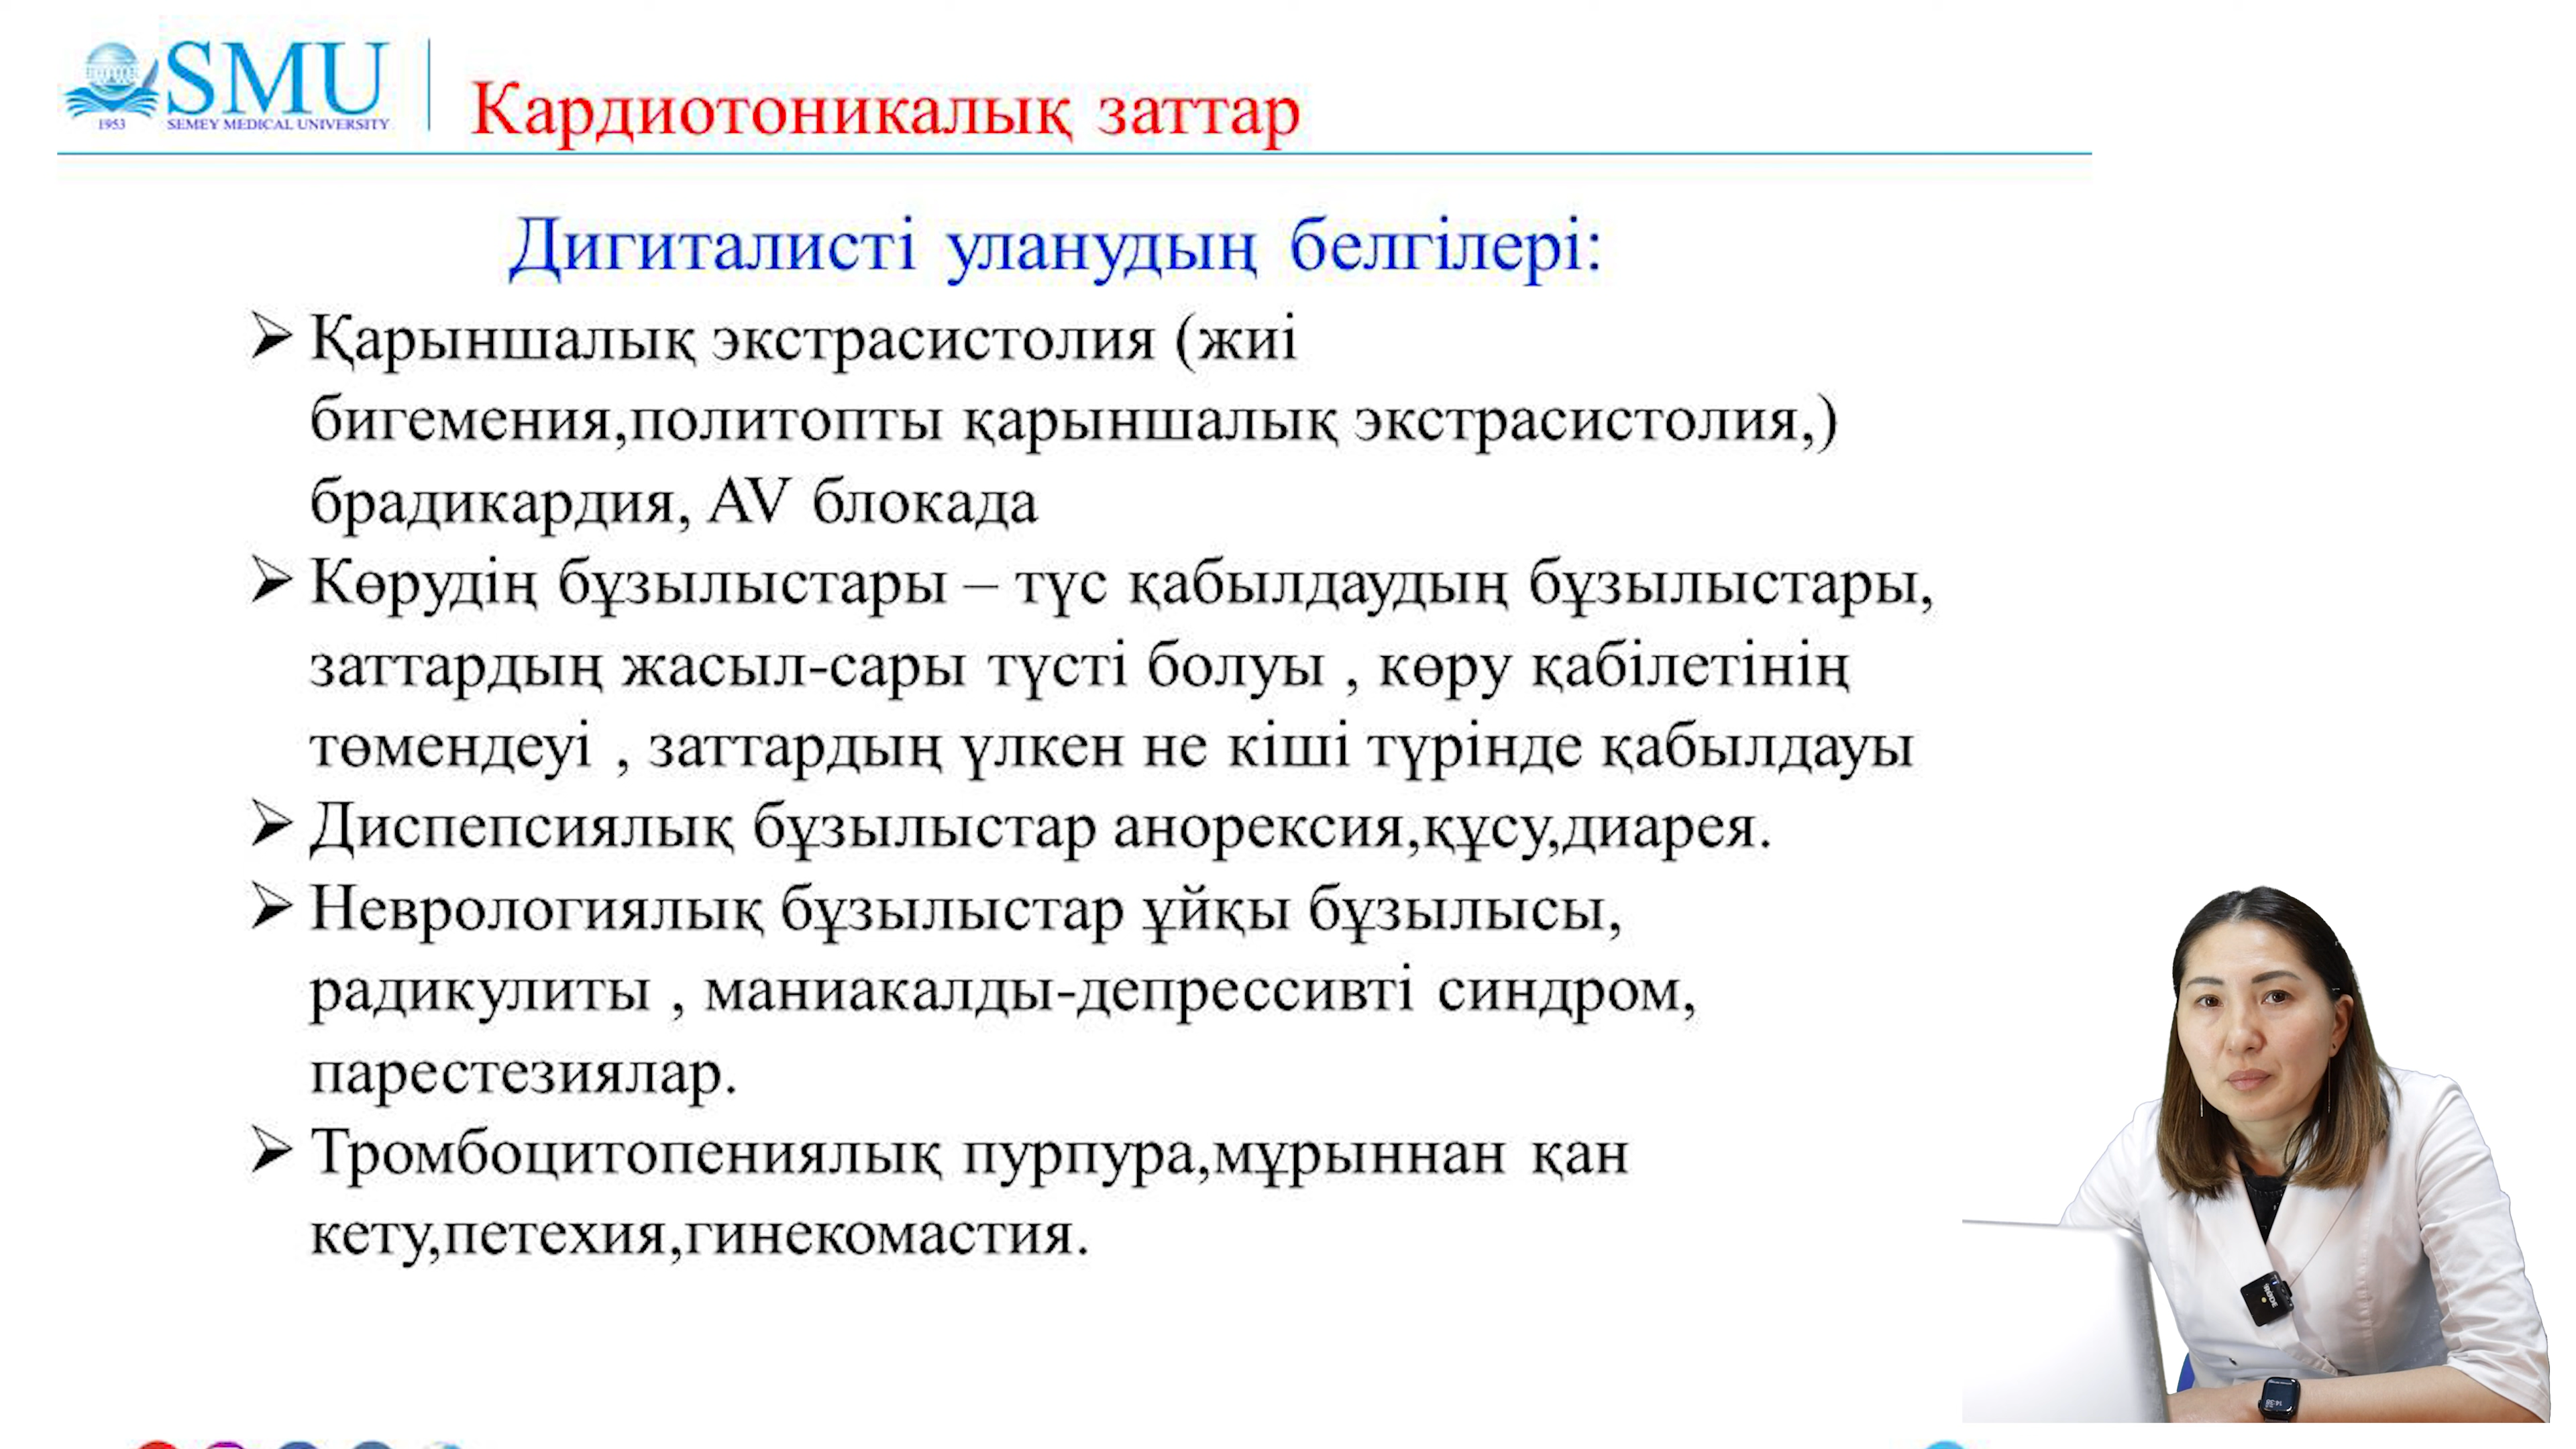 SMU
1953 SEMEY MEDICAL UNIVERSITY
Кардиотоникалық заттар
Дигиталисті уланудың белгілері:
➢ Қарыншалық экстрасистолия (жиі
бигемения,политопты қарыншалық экстрасистолия,)
брадикардия, AV блокада
➢ Көрудің бұзылыстары – түс қабылдаудың бұзылыстары,
заттардың жасыл-сары түсті болуы , көру қабілетінің
төмендеуі , заттардың үлкен не кіші түрінде қабылдауы
➢ Диспепсиялық бұзылыстар анорексия,құсу,диарея.
➢ Неврологиялық бұзылыстар ұйқы бұзылысы,
радикулиты , маниакалды-депрессивті синдром,
парестезиялар.
➢ Тромбоцитопениялық пурпура,мұрыннан қан
кету,петехия,гинекомастия.